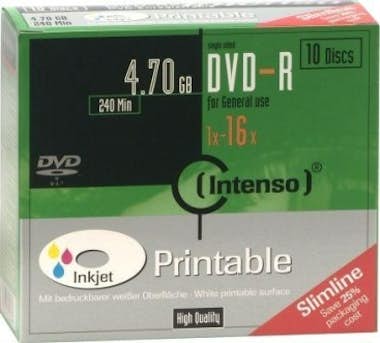 single sided
4.70 GB DVD-R 10 Discs
240 Min for General use
1x-16x
DVD
(intenso)®
Inkjet Printable
Mit bedruckbarer weißer Oberfläche · White printable surface
High Quality
Slimline
Save 25%
packaging
cost